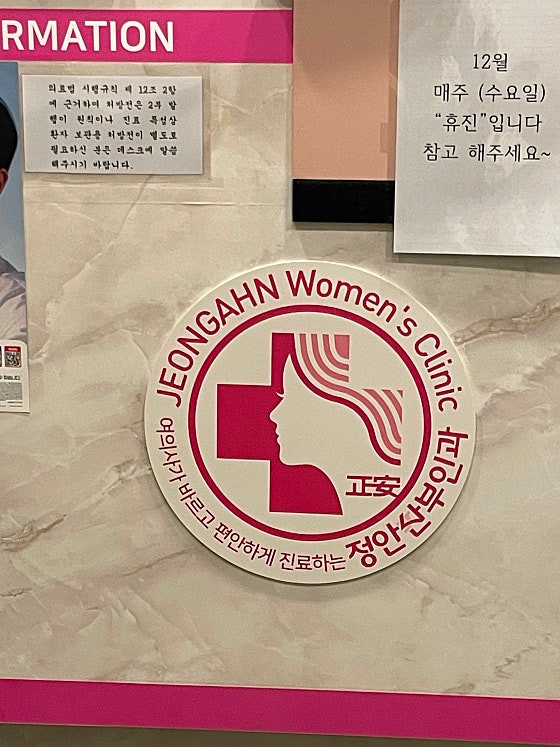 RMATION
의료법 시행규칙 제 12조 2항
에 근거하여 처방전은 2부 발
행이 원칙이나 진료 특성상
환자 보관용 처방전이 별도로
필요하신 분은 데스크에 말씀
해주시기 바랍니다.
12월
매주 (수요일)
“휴진”입니다
참고 해주세요~
JEONGAHN Women's Clinic
正安
여의사가 바르고 편안하게 진료하는 정안산부인과